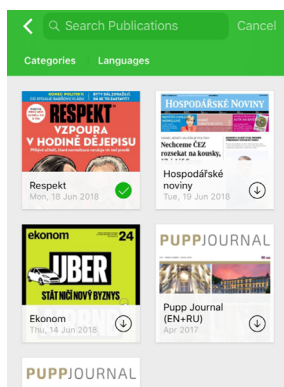 Search Publications
Cancel
Categories
Languages
RESPEKT
VZPOURA
V HODINĚ DĚJEPISU
Respekt
Mon, 18 Jun 2018
HOSPODÁŘSKÉ NOVINY
Nechceme ČEZ
rozsekat na kousky,
Hospodářské
noviny
Tue, 19 Jun 2018
ekonom
24
UBER
STÁT NIČÍ NOVÝ BYZNYS
Ekonom
Thu, 14 Jun 2018
PUPPJOURNAL
Pupp Journal
(EN+RU)
Apr 2017
PUPPJOURNAL